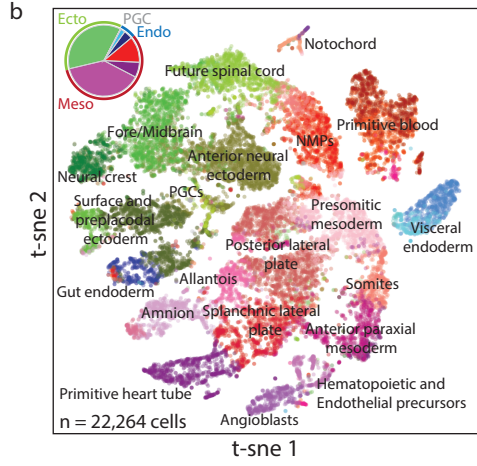 b
Ecto
PGC
Endo
Meso
Notochord
Future spinal cord
Fore/Midbrain
NMPs
Primitive blood
Anterior neural
ectoderm
Neural crest
PGCs
Surface and
preplacodal
ectoderm
Presomitic
mesoderm
Visceral
endoderm
Posterior lateral
plate
Gut endoderm
Allantois
Somites
Amnion
Splanchnic lateral
plate
Anterior paraxial
mesoderm
Primitive heart tube
Hematopoietic and
Endothelial precursors
Angioblasts
n = 22,264 cells
t-sne 1
t-sne 2